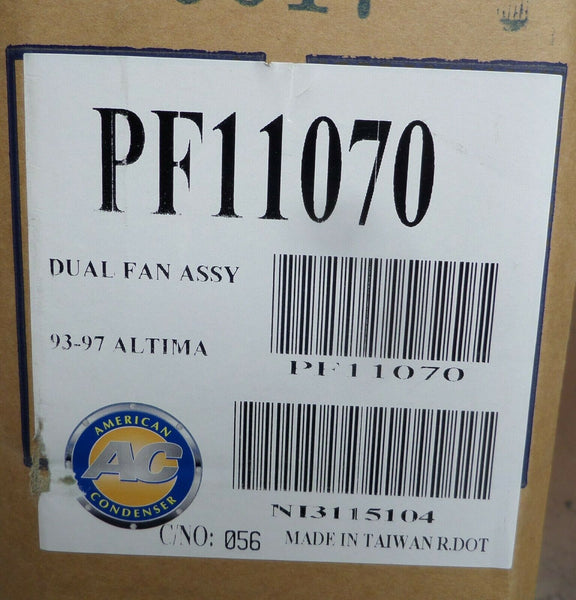 PF11070
DUAL FAN ASSY
93-97 ALTIMA
PF11070
NI3115104
AMERICAN
AC
CONDENSER
C/NO: 056
MADE IN TAIWAN R.DOT